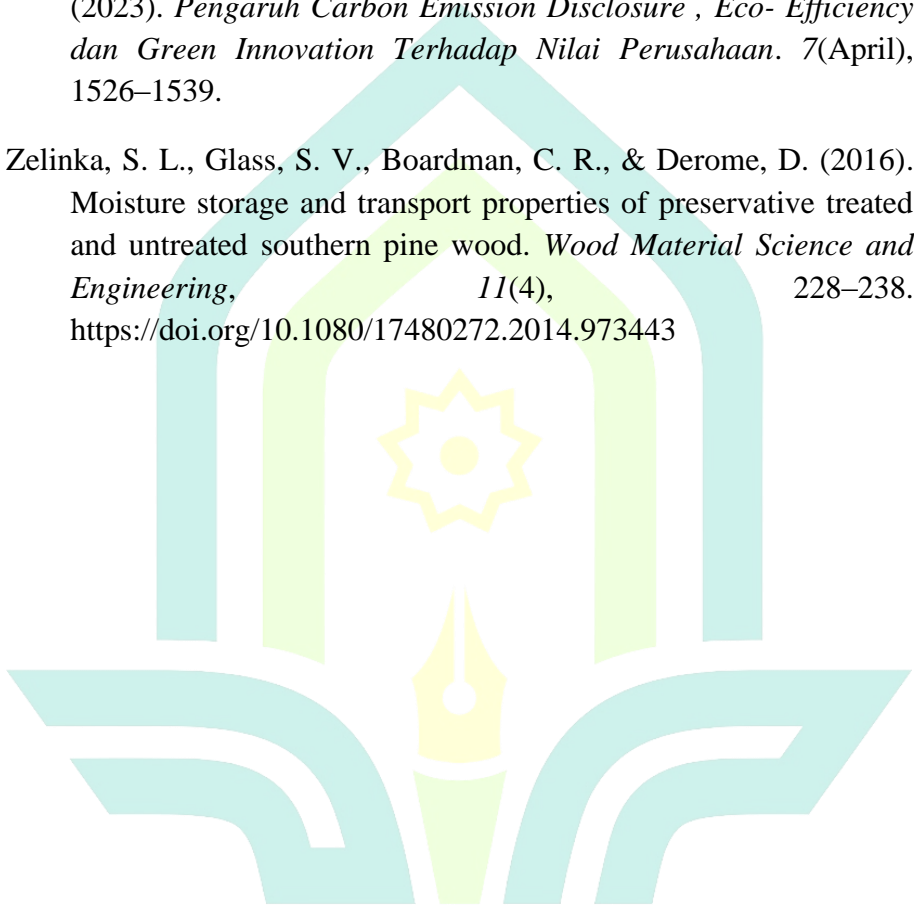 (2023). Pengaruh Carbon Emission Disclosure , Eco- Efficiency
dan Green Innovation Terhadap Nilai Perusahaan. 7(April),
1526–1539.
Zelinka, S. L., Glass, S. V., Boardman, C. R., & Derome, D. (2016).
Moisture storage and transport properties of preservative treated
and untreated southern pine wood. Wood Material Science and
Engineering, 11(4), 228–238.
https://doi.org/10.1080/17480272.2014.973443